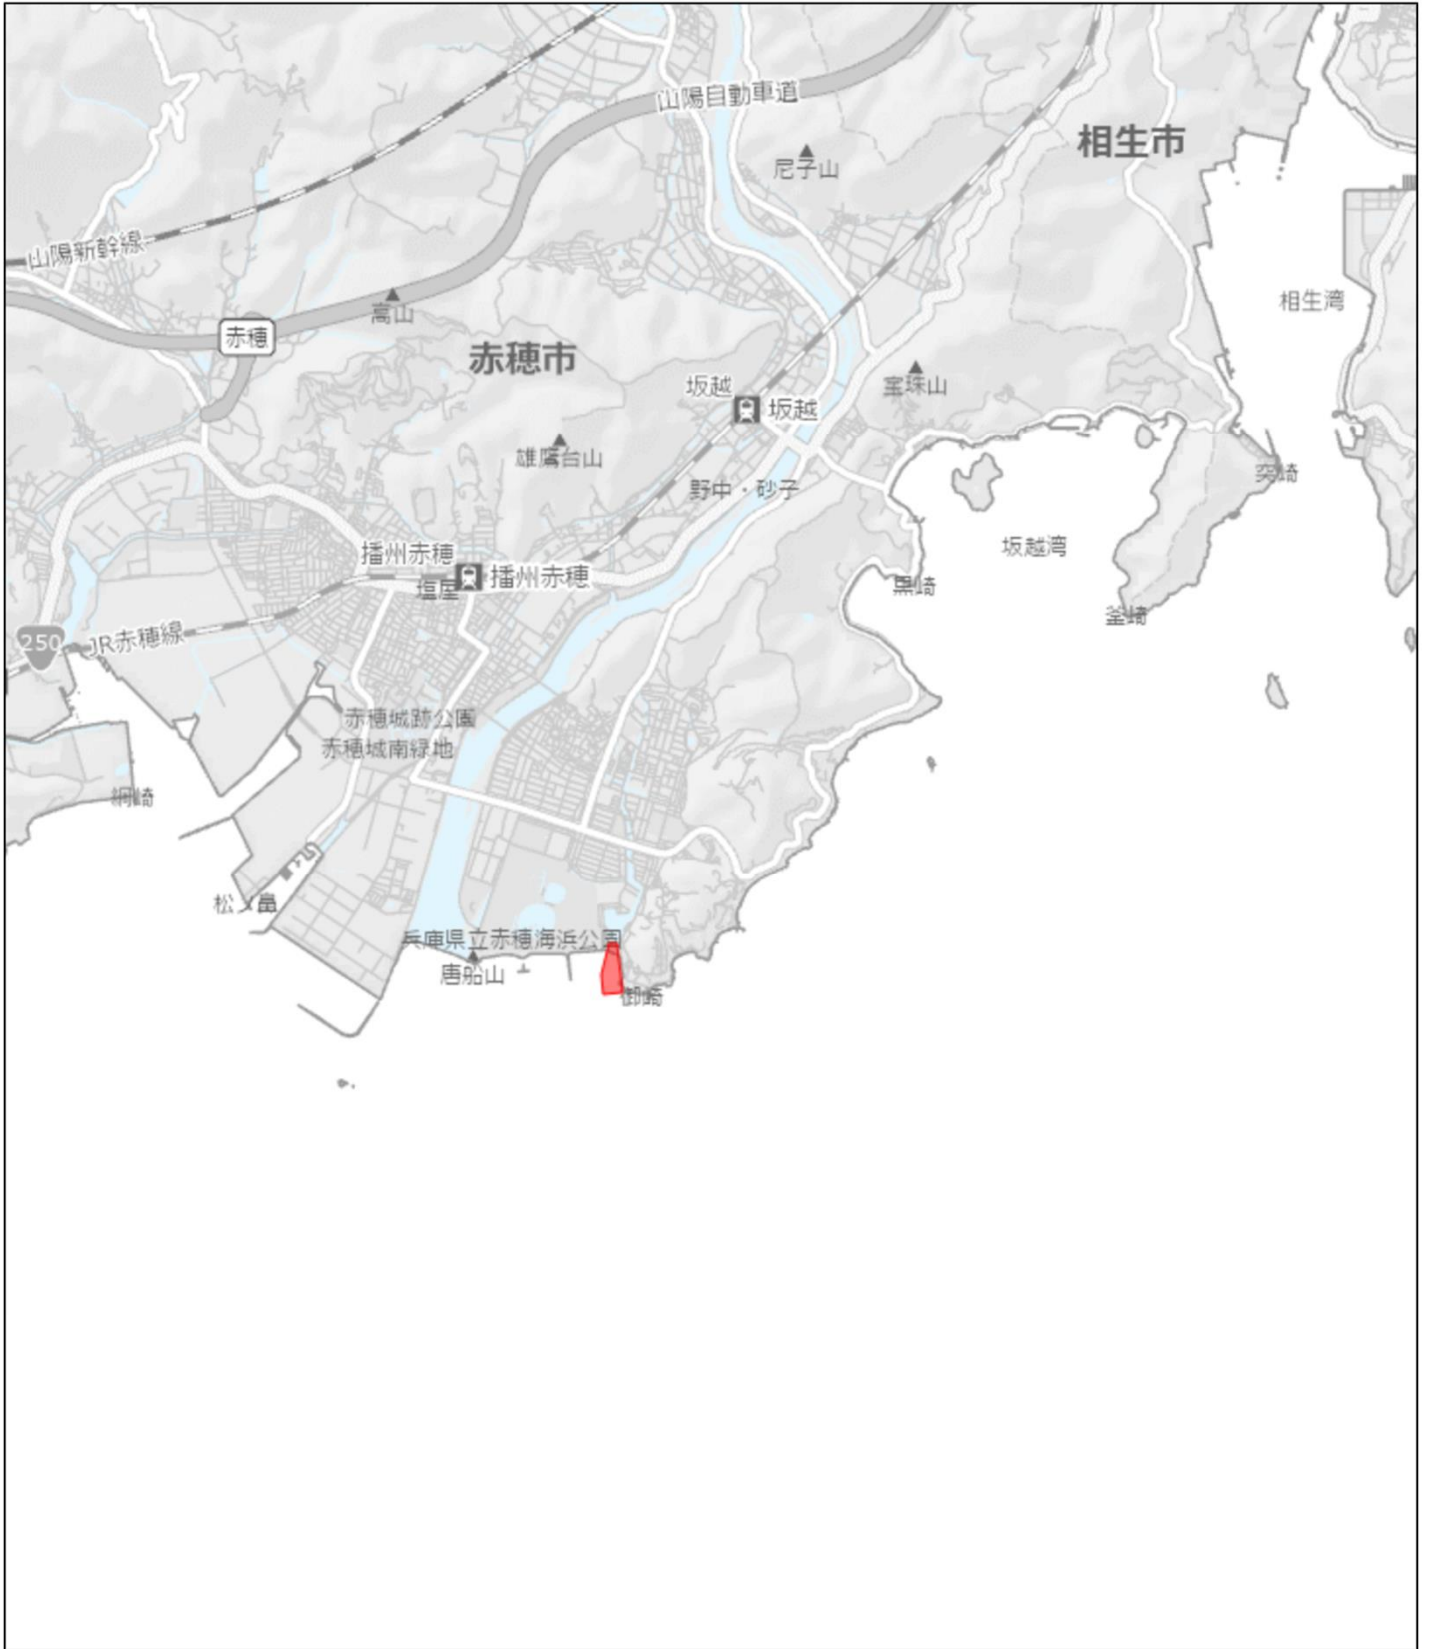 山陽自動車道
相生市
尼子山
山陽新幹線
相生湾
高山
赤穂
赤穂市
坂越
坂越
宝珠山
雄鷹台山
突崎
野中・砂子
坂越湾
播州赤穂
播州赤穂
塩屋
黒崎
釜崎
250
JR赤穂線
赤穂城跡公園
赤穂城南緑地
松ノ畠
兵庫県立赤穂海浜公園
唐船山
御崎